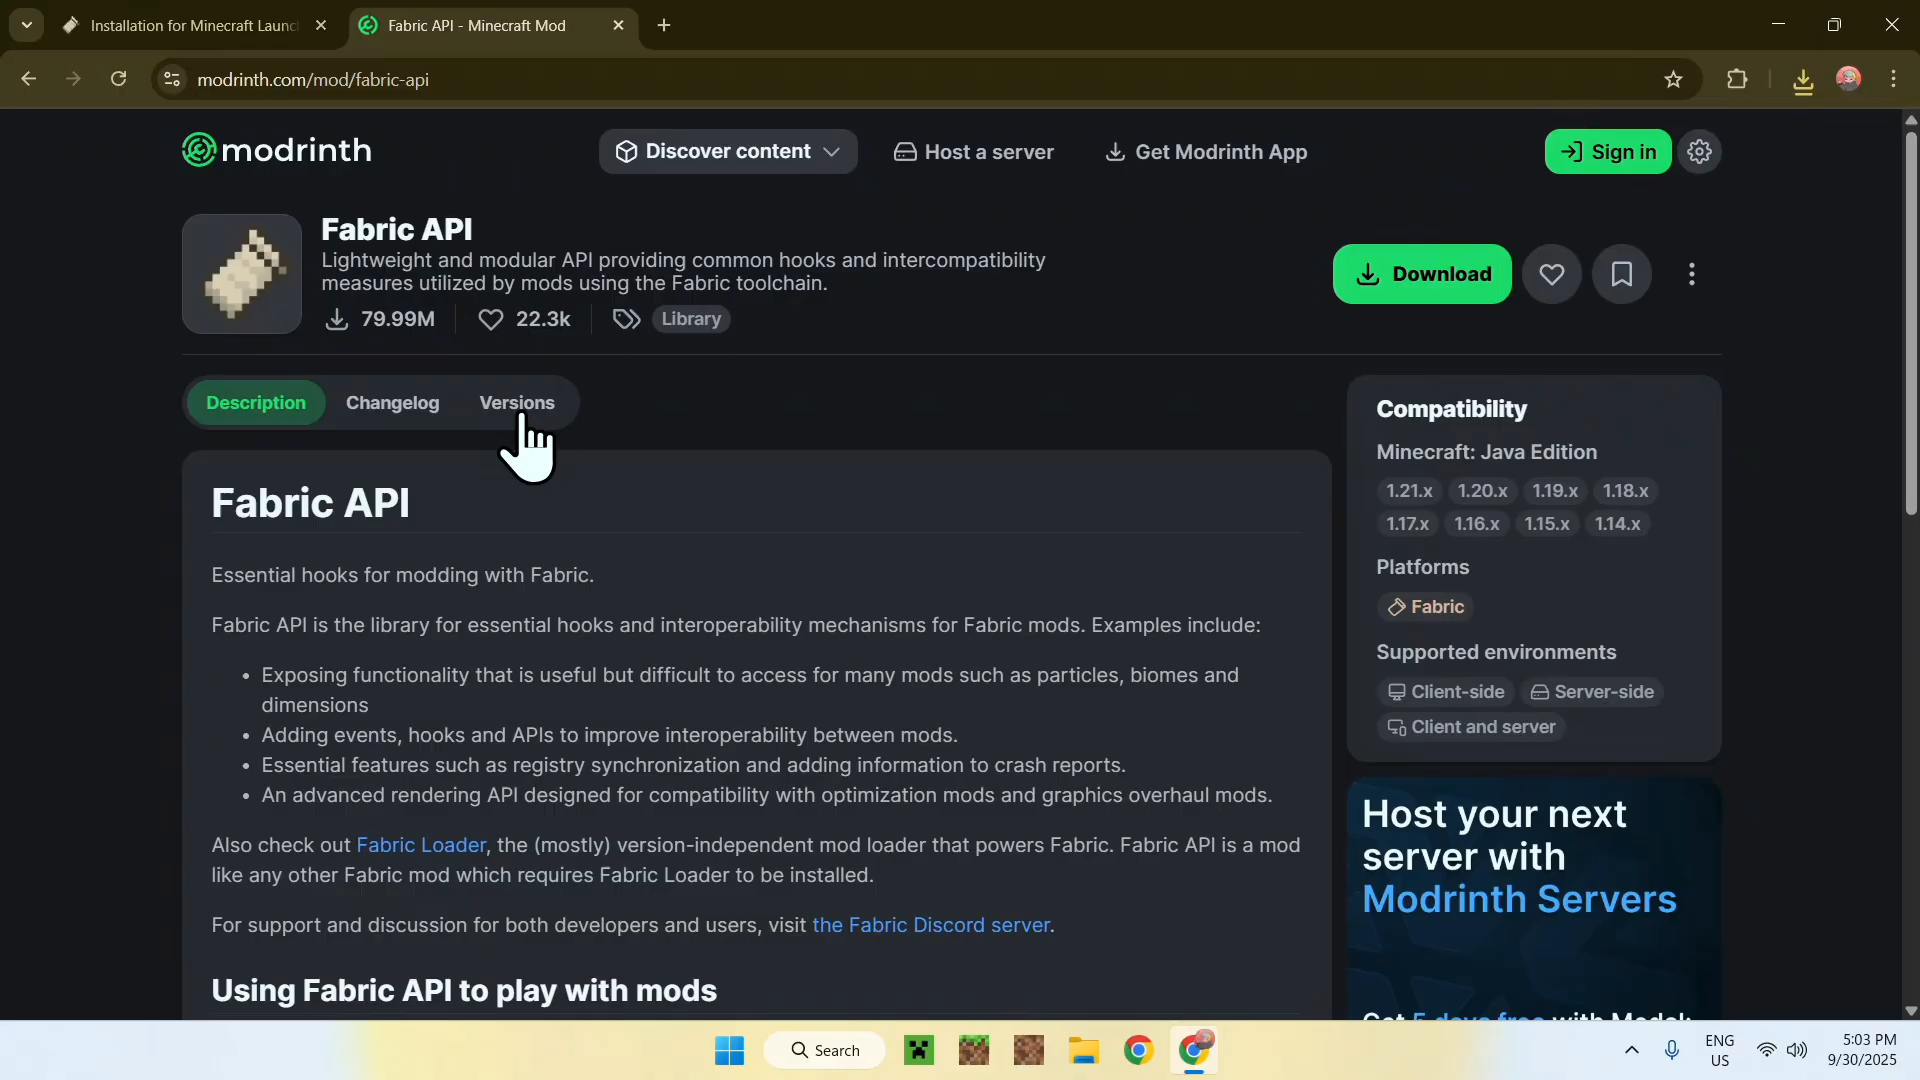 Installation for Minecraft Launc
Fabric API - Minecraft Mod
modrinth.com/mod/fabric-api
modrinth
Discover content
Host a server
Get Modrinth App
Sign in
Fabric API
Lightweight and modular API providing common hooks and intercompatibility
measures utilized by mods using the Fabric toolchain.
79.99M
22.3k
Library
Download
Description
Changelog
Versions
Fabric API
Essential hooks for modding with Fabric.
Fabric API is the library for essential hooks and interoperability mechanisms for Fabric mods. Examples include:
• Exposing functionality that is useful but difficult to access for many mods such as particles, biomes and
dimensions
• Adding events, hooks and APIs to improve interoperability between mods.
• Essential features such as registry synchronization and adding information to crash reports.
• An advanced rendering API designed for compatibility with optimization mods and graphics overhaul mods.
Also check out Fabric Loader, the (mostly) version-independent mod loader that powers Fabric. Fabric API is a mod
like any other Fabric mod which requires Fabric Loader to be installed.
For support and discussion for both developers and users, visit the Fabric Discord server.
Using Fabric API to play with mods
Compatibility
Minecraft: Java Edition
1.21.x 1.20.x 1.19.x 1.18.x
1.17.x 1.16.x 1.15.x 1.14.x
Platforms
Fabric
Supported environments
Client-side Server-side
Client and server
Host your next
server with
Modrinth Servers
Get 5 days free with Modri
Search
ENG
US
5:03 PM
9/30/2025